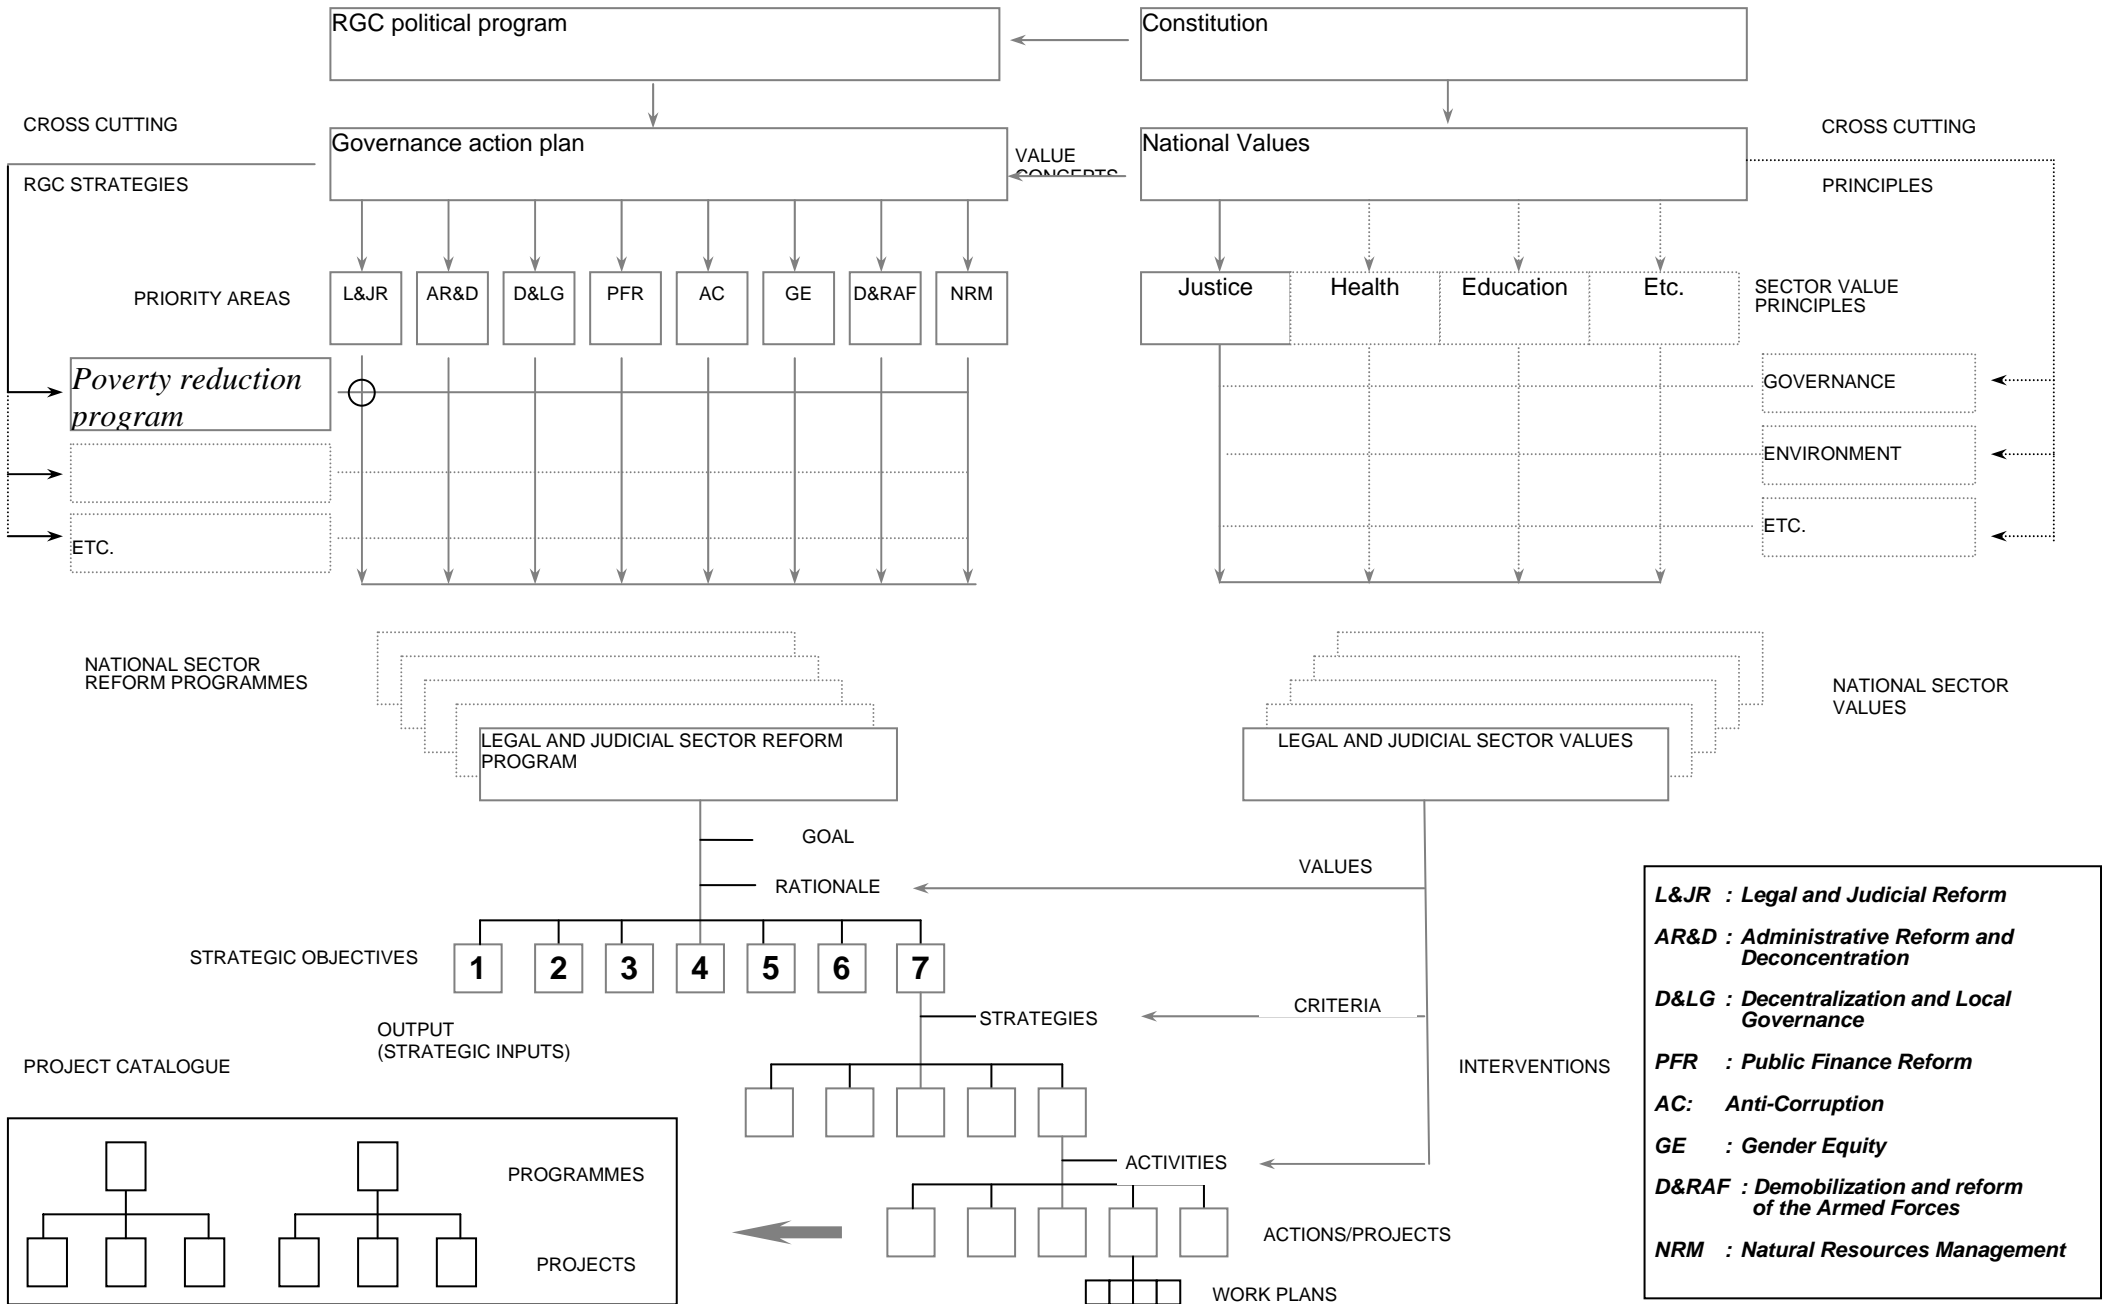 RGC political program
Constitution
CROSS CUTTING
CROSS CUTTING
Governance action plan
VALUE
CONCEPTS
National Values
RGC STRATEGIES
PRINCIPLES
PRIORITY AREAS
L&JR
AR&D
D&LG
PFR
AC
GE
D&RAF
NRM
Justice
Health
Education
Etc.
SECTOR VALUE
PRINCIPLES
Poverty reduction
program
GOVERNANCE
ENVIRONMENT
ETC.
ETC.
NATIONAL SECTOR
REFORM PROGRAMMES
NATIONAL SECTOR
VALUES
LEGAL AND JUDICIAL SECTOR REFORM
PROGRAM
LEGAL AND JUDICIAL SECTOR VALUES
GOAL
RATIONALE
VALUES
STRATEGIC OBJECTIVES
1
2
3
4
5
6
7
STRATEGIES
CRITERIA
OUTPUT
(STRATEGIC INPUTS)
PROJECT CATALOGUE
INTERVENTIONS
ACTIVITIES
PROGRAMMES
ACTIONS/PROJECTS
PROJECTS
WORK PLANS
L&JR : Legal and Judicial Reform
AR&D : Administrative Reform and
Deconcentration
D&LG : Decentralization and Local
Governance
PFR : Public Finance Reform
AC: Anti-Corruption
GE : Gender Equity
D&RAF : Demobilization and reform
of the Armed Forces
NRM : Natural Resources Management